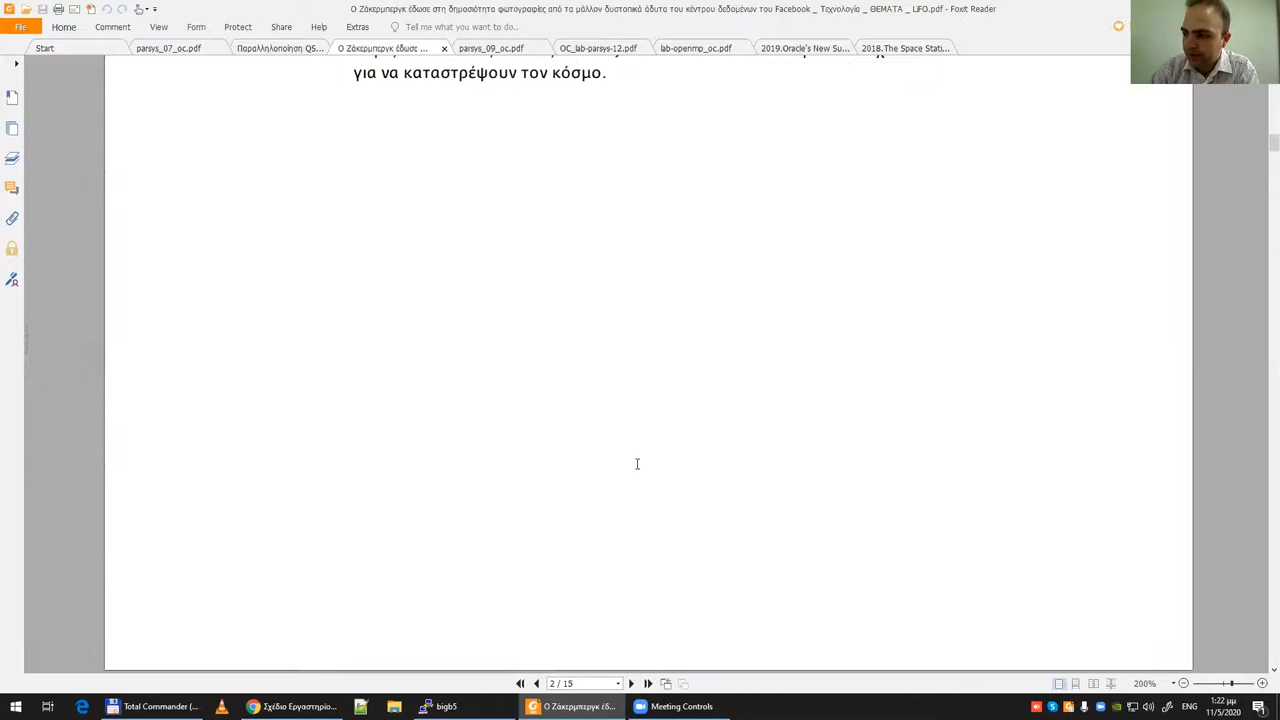 Ο Ζάκερμπεργκ έδωσε στη δημοσιότητα φωτογραφίες από τα μάλλον δυστοπικά άδυτα του κέντρου δεδομένων του Facebook _ Τεχνολογία _ ΘΕΜΑΤΑ _ LiFO.pdf - Foxit Reader
File Home Comment View Form Protect Share Help Extras Tell me what you want to do...
Start parsys_07_oc.pdf Παραλληλοποίηση QS... Ο Ζάκερμπεργκ έδωσε ... parsys_09_oc.pdf OC_lab-parsys-12.pdf lab-openmp_oc.pdf 2019.Oracle's New Su... 2018.The Space Stati...
για να καταστρέψουν τον κόσμο.
2 / 15
200%
Total Commander (... Σχέδιο Εργαστηρίο... bigb5 Ο Ζάκερμπεργκ έδ... Meeting Controls
ENG
1:22 μμ
11/5/2020